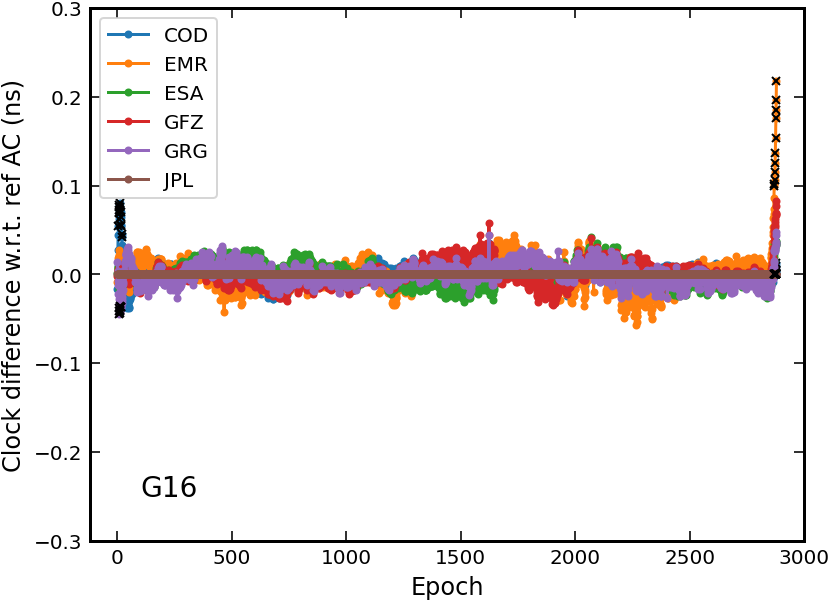 0.3
0.2
0.1
0.0
−0.1
−0.2
−0.3
Clock difference w.r.t. ref AC (ns)
COD
EMR
ESA
GFZ
GRG
JPL
G16
0
500
1000
1500
2000
2500
3000
Epoch